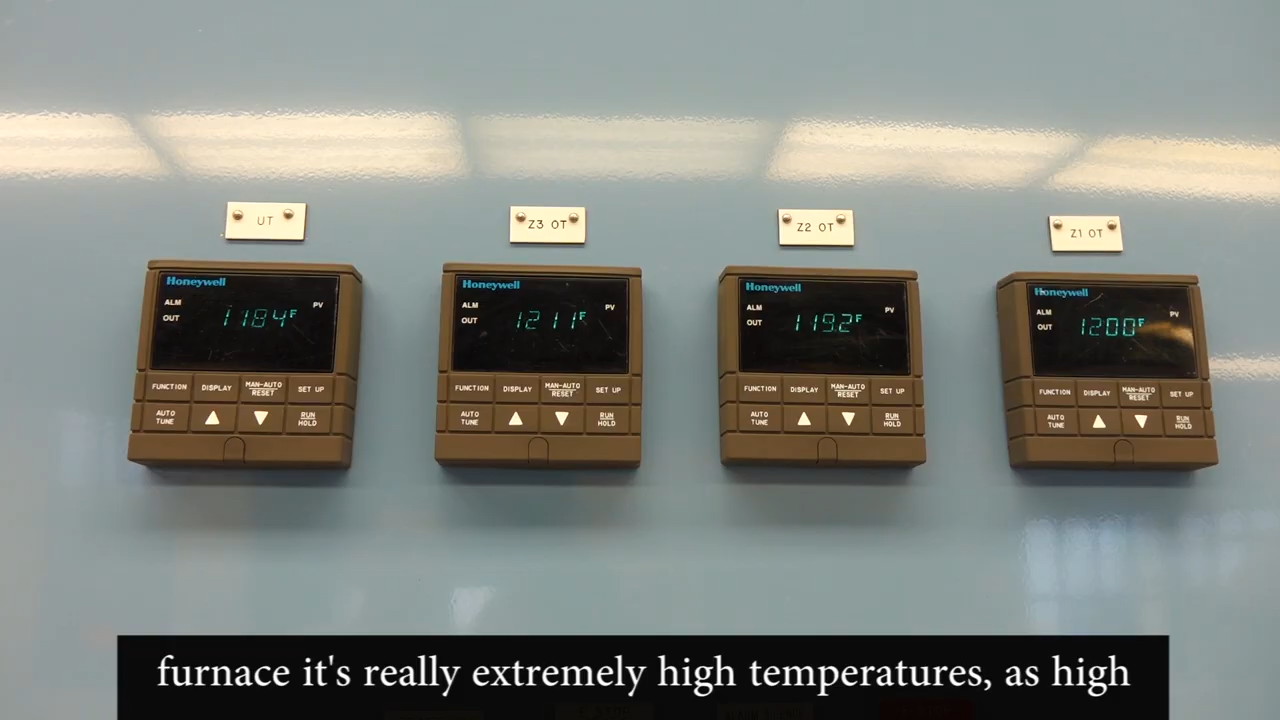 UT
Z3 OT
Z2 OT
Z1 OT
Honeywell
ALM
PV
OUT
1184F
FUNCTION
DISPLAY
MAN-AUTO
RESET
SET UP
AUTO
TUNE
RUN
HOLD
Honeywell
ALM
PV
OUT
1211F
FUNCTION
DISPLAY
MAN-AUTO
RESET
SET UP
AUTO
TUNE
RUN
HOLD
Honeywell
ALM
PV
OUT
1192F
FUNCTION
DISPLAY
MAN-AUTO
RESET
SET UP
AUTO
TUNE
RUN
HOLD
Honeywell
ALM
PV
OUT
1200F
FUNCTION
DISPLAY
MAN-AUTO
RESET
SET UP
AUTO
TUNE
RUN
HOLD
furnace it's really extremely high temperatures, as high